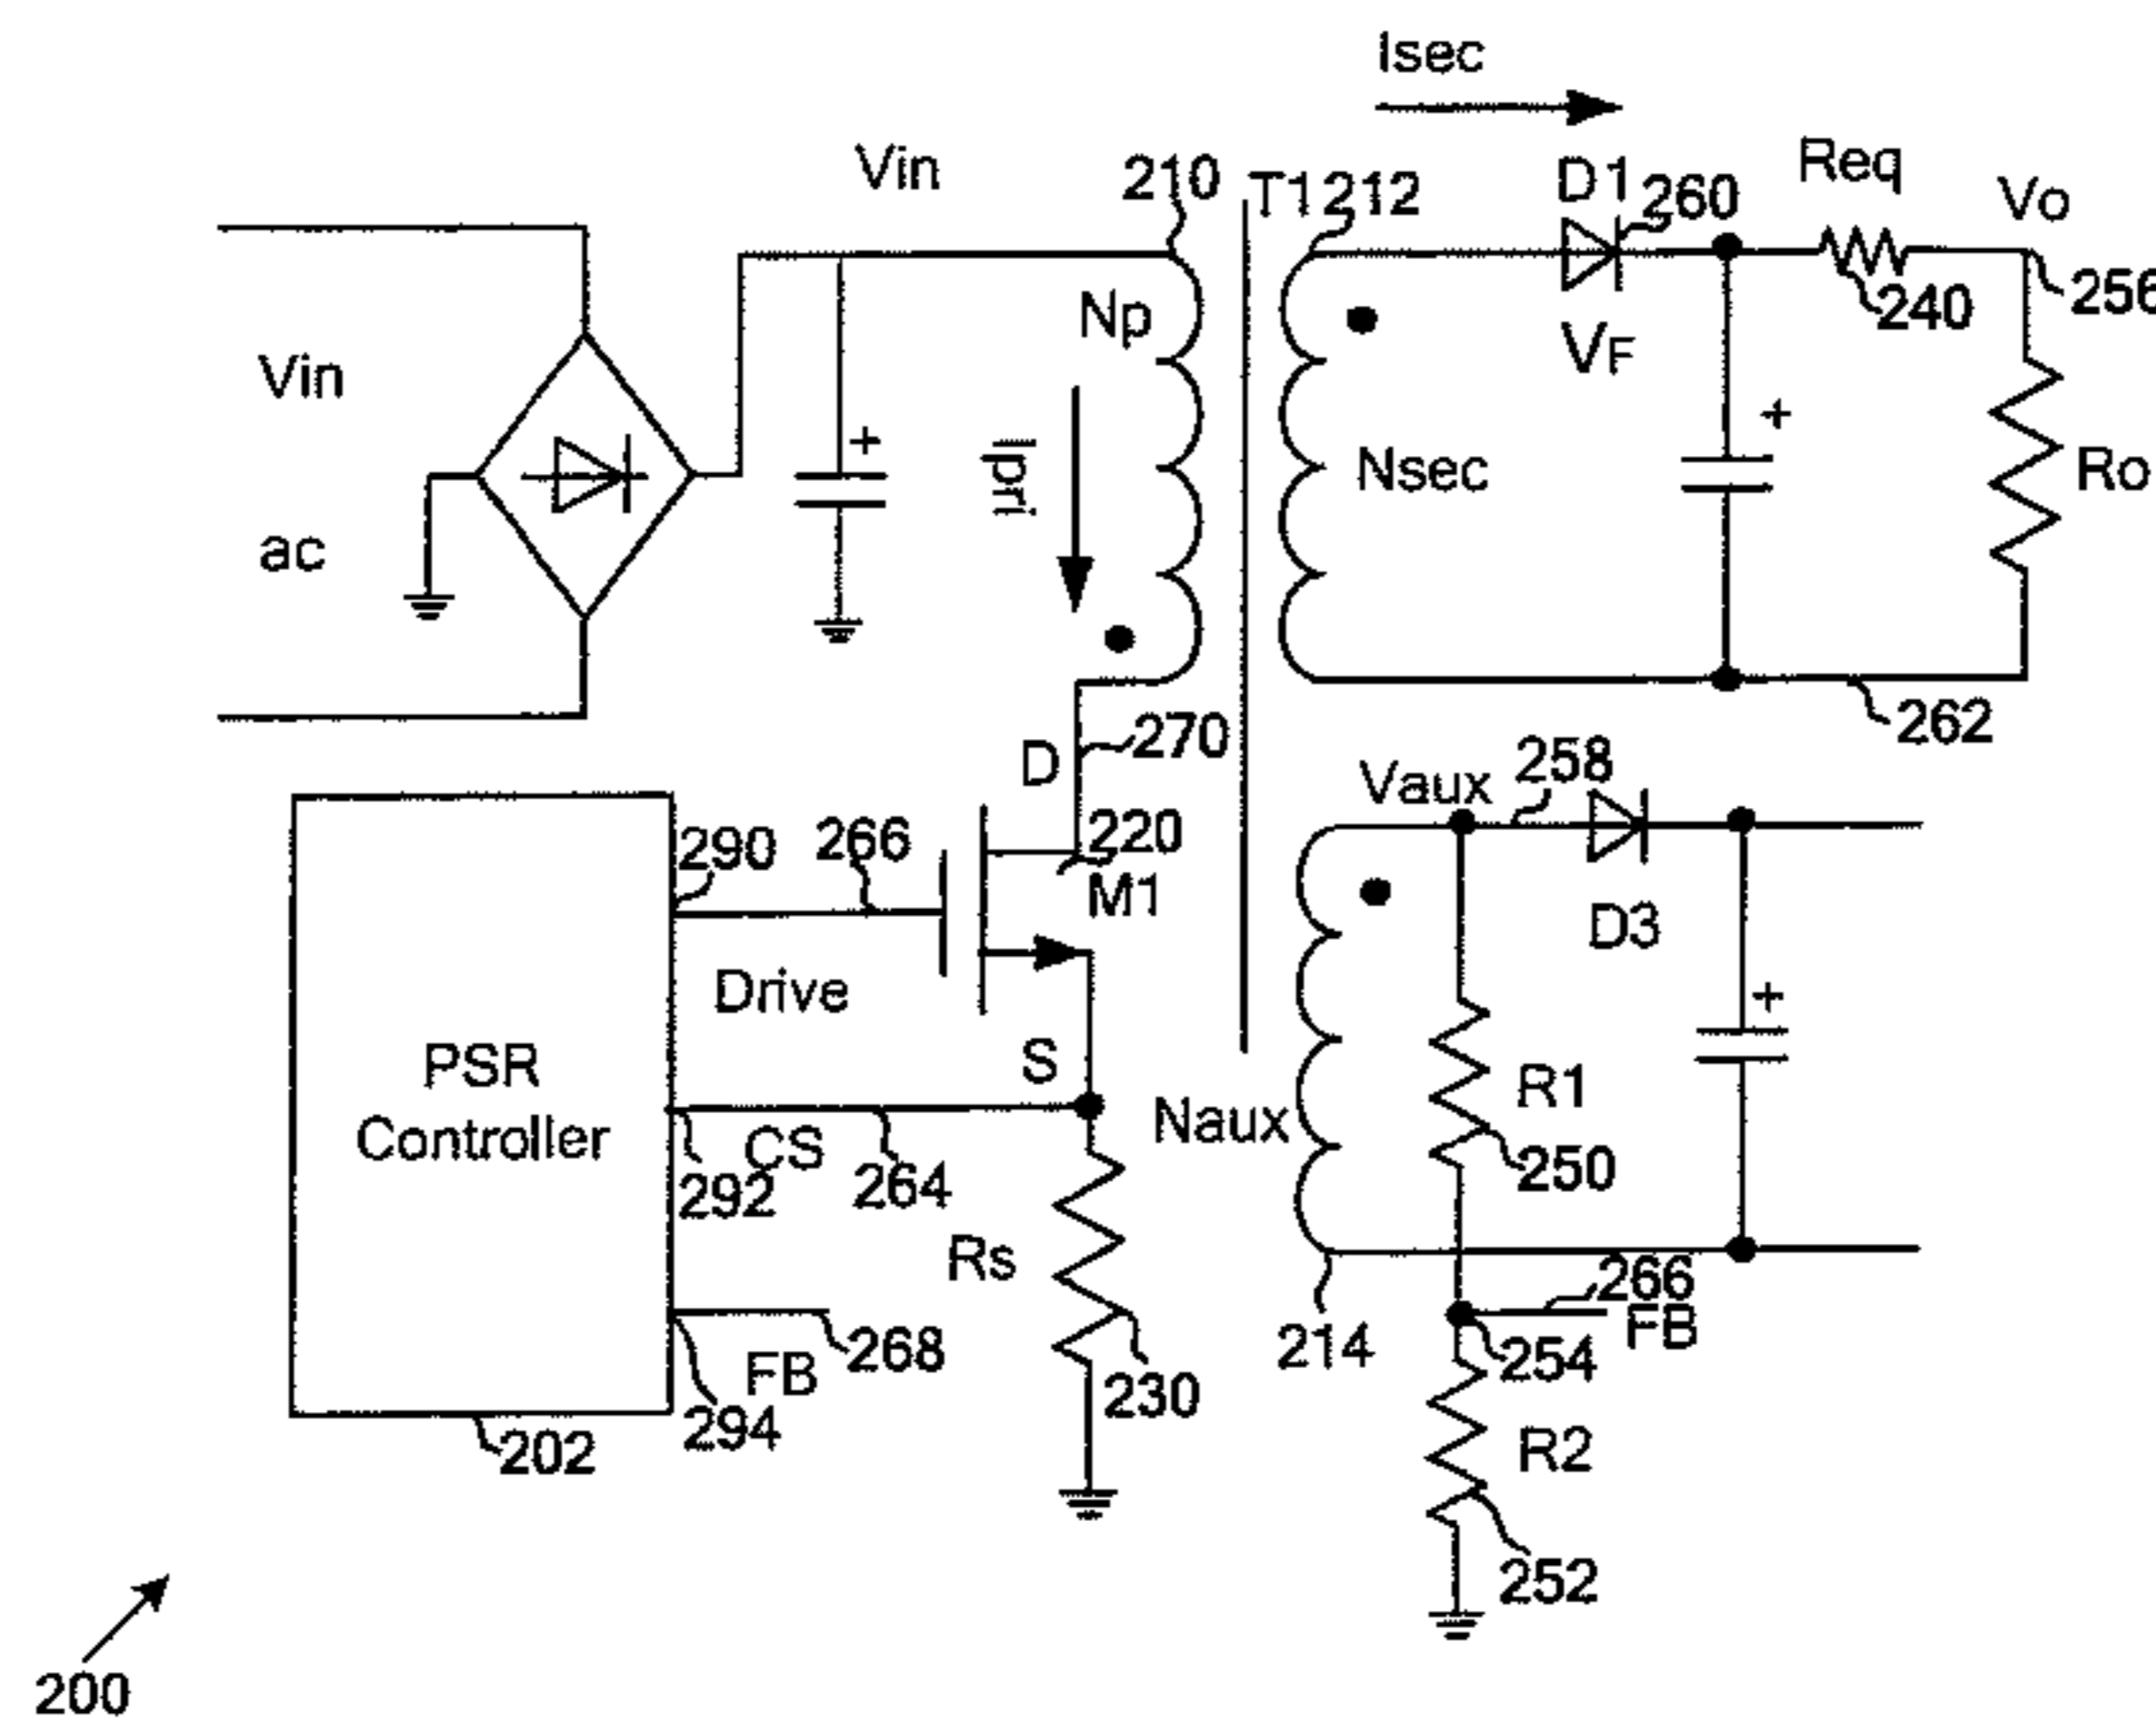 Isec
Vin
210
T1
212
D1
260
Req
Vo
256
240
Np
VF
Vin
ac
+
Ipri
Nsec
+
Ro
262
D
270
Vaux
258
220
M1
290
266
Drive
D3
PSR
Controller
S
CS
292
264
Naux
R1
250
+
Rs
266
FB
268
FB
294
230
214
254
202
R2
252
200